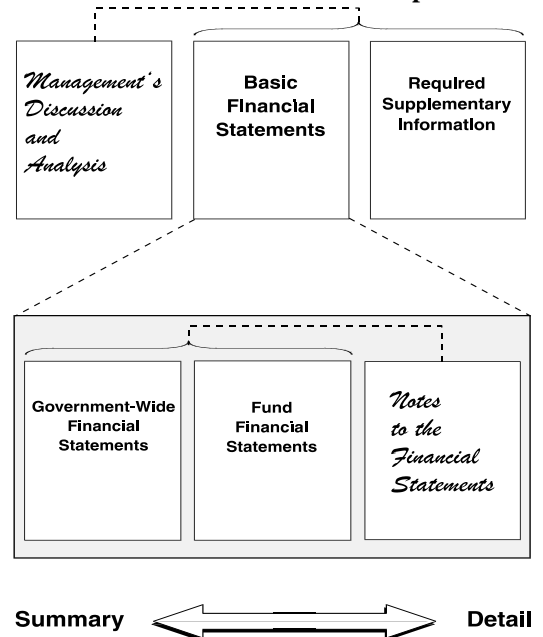 Management's
Discussion
and
Analysis
Basic
Financial
Statements
Required
Supplementary
Information
Government-Wide
Financial
Statements
Fund
Financial
Statements
Notes
to the
Financial
Statements
Summary
Detail